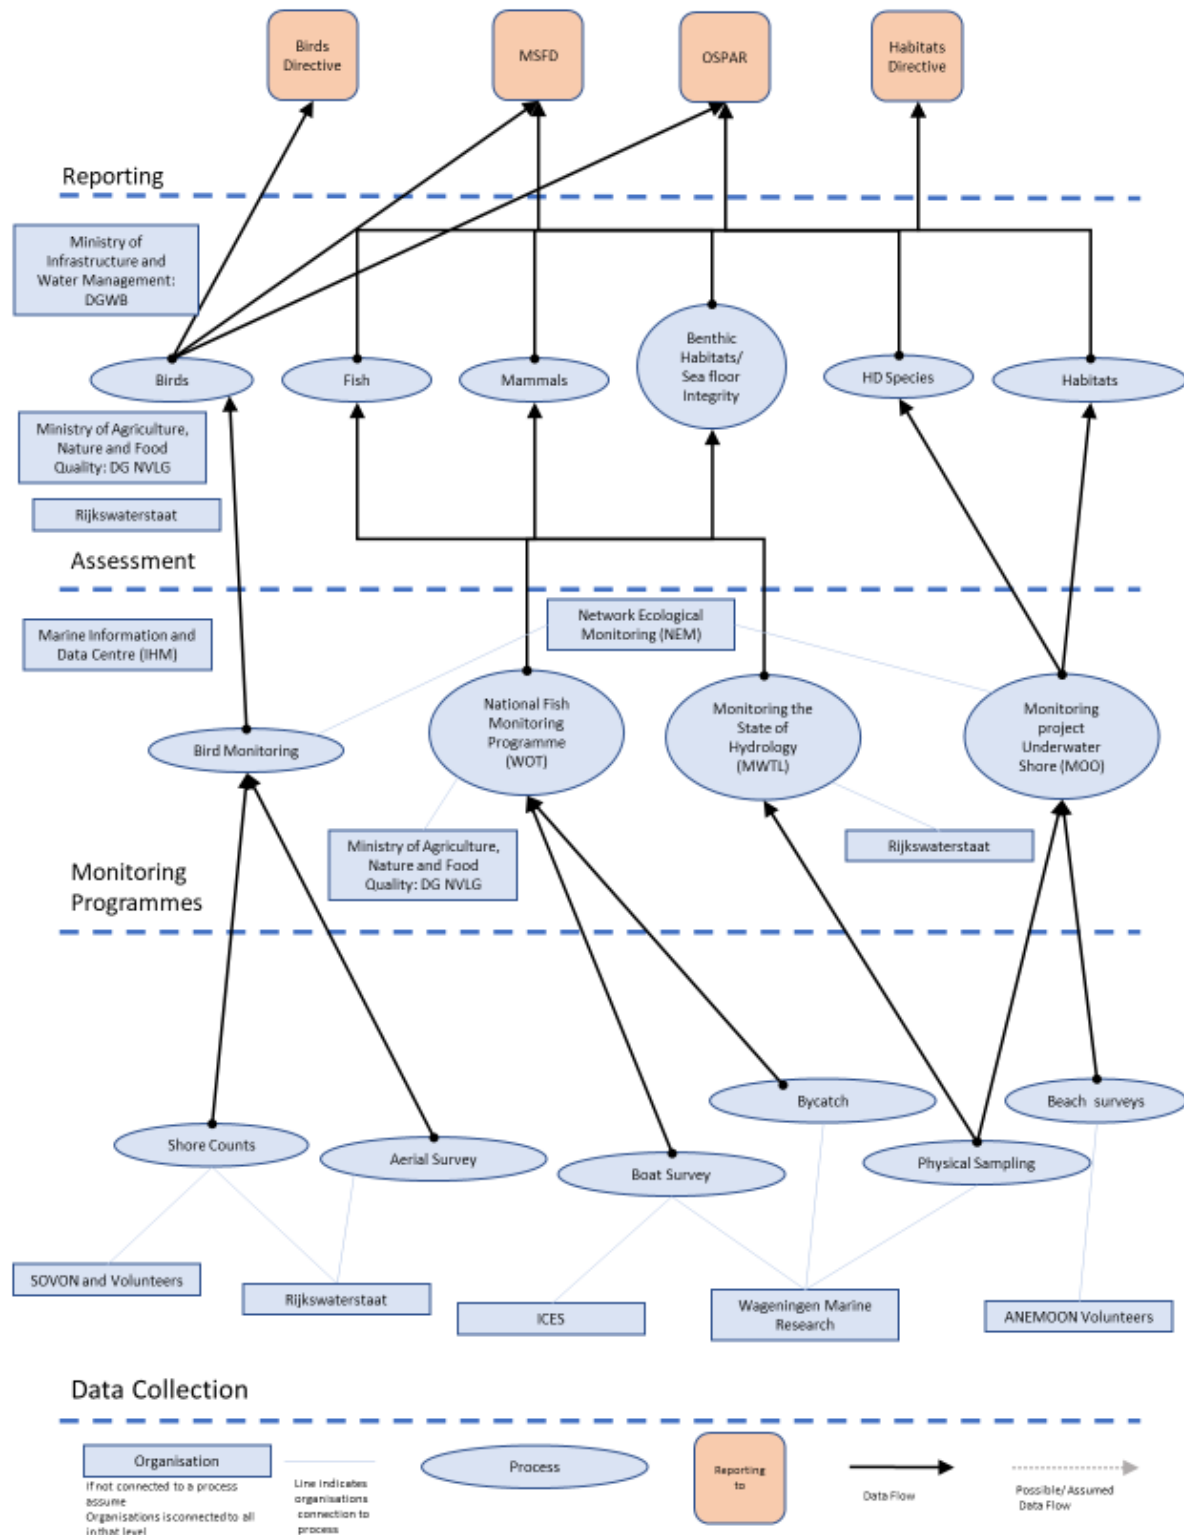 Birds
Directive
MSFD
OSPAR
Habitats
Directive
Reporting
Ministry of
Infrastructure and
Water Management:
DGWB
Birds
Fish
Mammals
Benthic
Habitats/
Sea floor
Integrity
HD Species
Habitats
Ministry of Agriculture,
Nature and Food
Quality: DG NVLG
Rijkswaterstaat
Assessment
Marine Information and
Data Centre (IHM)
Network Ecological
Monitoring (NEM)
Bird Monitoring
National Fish
Monitoring
Programme
(WOT)
Monitoring the
State of
Hydrology
(MWTL)
Monitoring
project
Underwater
Shore (MOO)
Ministry of Agriculture,
Nature and Food
Quality: DG NVLG
Rijkswaterstaat
Monitoring
Programmes
Shore Counts
Aerial Survey
Boat Survey
Bycatch
Physical Sampling
Beach surveys
SOVON and Volunteers
Rijkswaterstaat
ICES
Wageningen Marine
Research
ANEMOON Volunteers
Data Collection
Organisation
If not connected to a process
assume
Organisations is connected to all
in that level
Line indicates
organisations
connection to
process
Process
Reporting
to
Data Flow
Possible/ Assumed
Data Flow